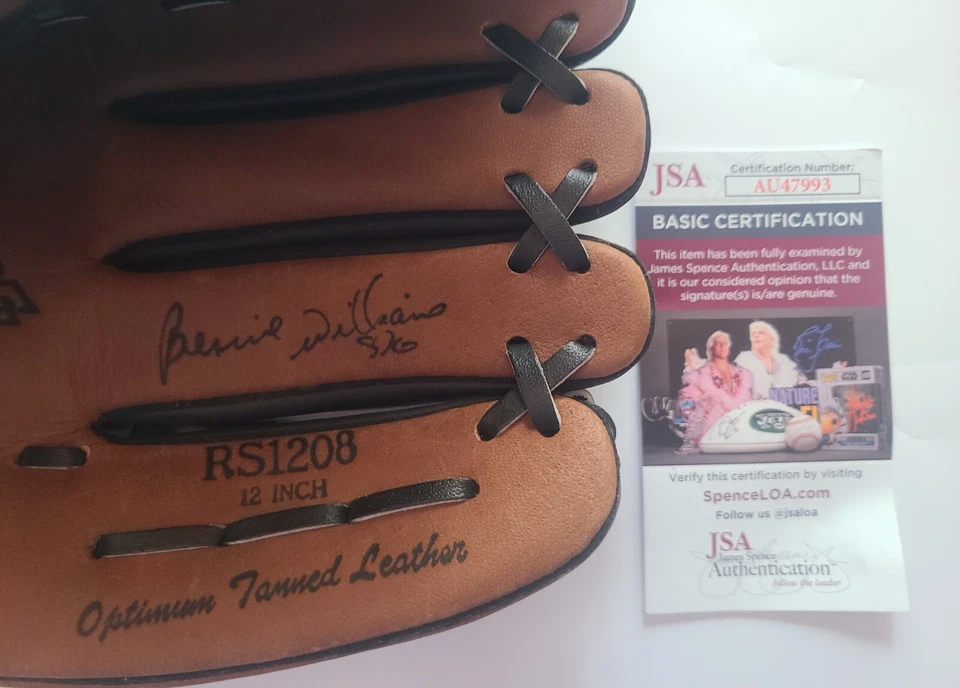 Bernie Williams
RS1208
12 INCH
Optimum Tanned Leather
JSA
Certification Number:
AU47993
BASIC CERTIFICATION
This item has been fully examined by
James Spence Authentication, LLC and
it is our considered opinion that the
signature(s) is/are genuine.
NATURE
JETS
Verify this certification by visiting
SpenceLOA.com
Follow us @jsaloa
JSA
James Spence
Authentication
follow the leader